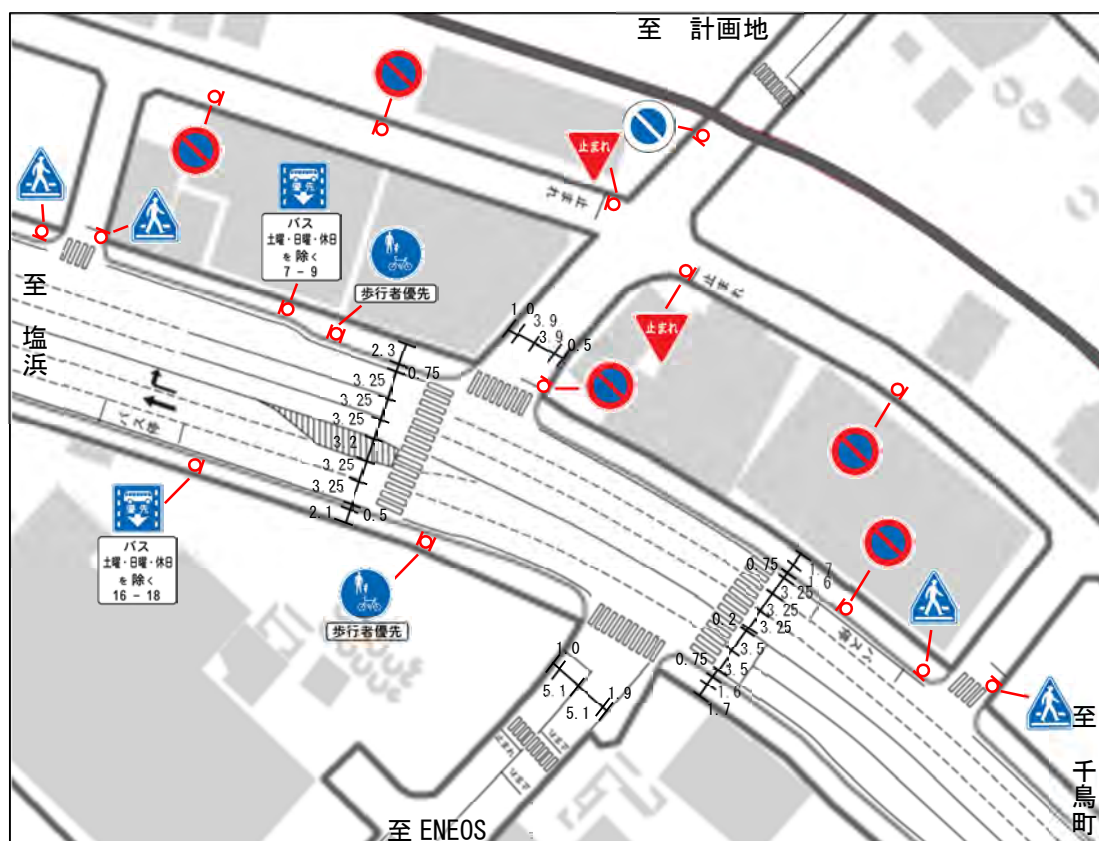 至 計画地
止まれ
優先
バス
土曜・日曜・休日
を除く
7-9
歩行者優先
止まれ
止まれ
止まれ
至 塩浜
1.0
3.9
3.9
0.5
2.3
0.75
3.25
3.25
3.25
3.2
3.25
3.25
0.5
2.1
バス停
優先
バス
土曜・日曜・休日
を除く
16-18
歩行者優先
0.75
1.7
1.6
3.25
3.25
0.2
3.25
3.5
3.5
0.75
1.6
1.7
バス停
1.0
5.1
5.1
1.9
止まれ
止まれ
止まれ
至 ENEOS
至 千鳥町